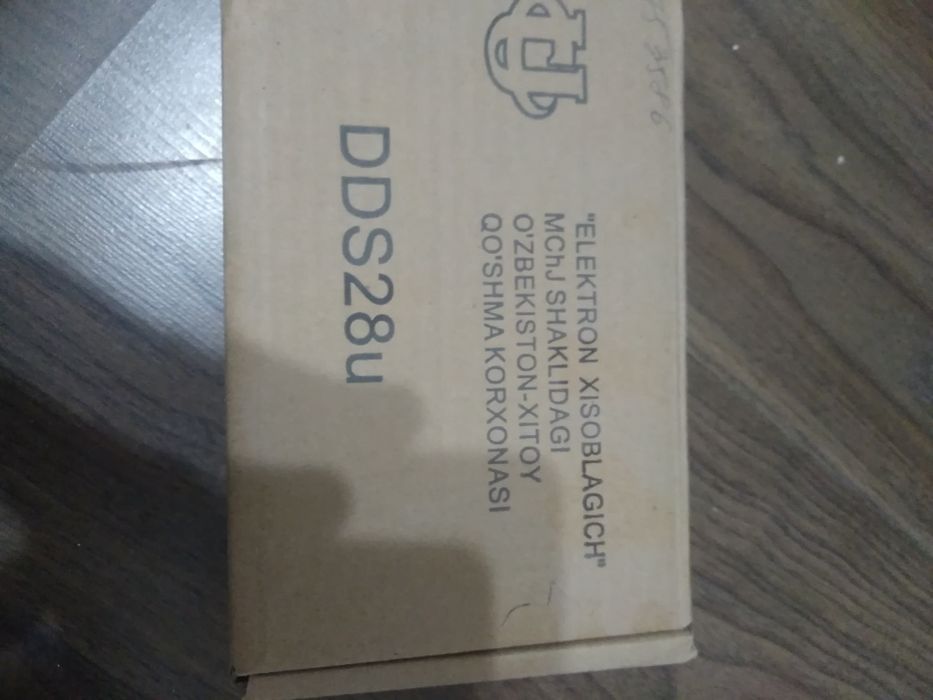 "ELEKTRON XISOBLAGICH"
MChJ SHAKLIDAGI
O'ZBEKISTON-XITOY
QO'SHMA KORXONASI
DDS28u